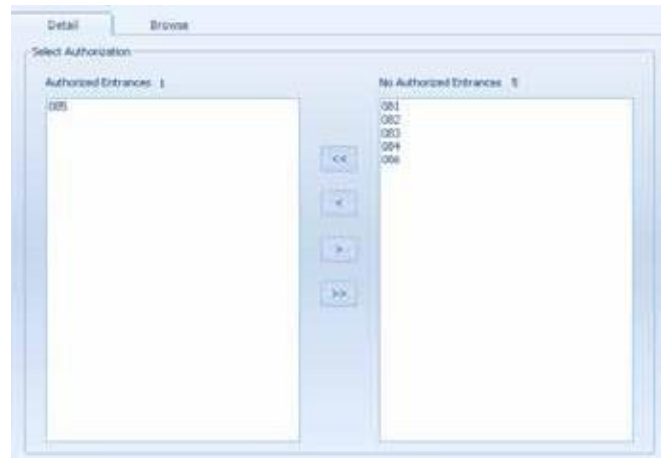 Detail Browse
Select Authorization
Authorized Entrances 1
No Authorized Entrances 5
005
001
002
003
004
006
<<
<
>
>>